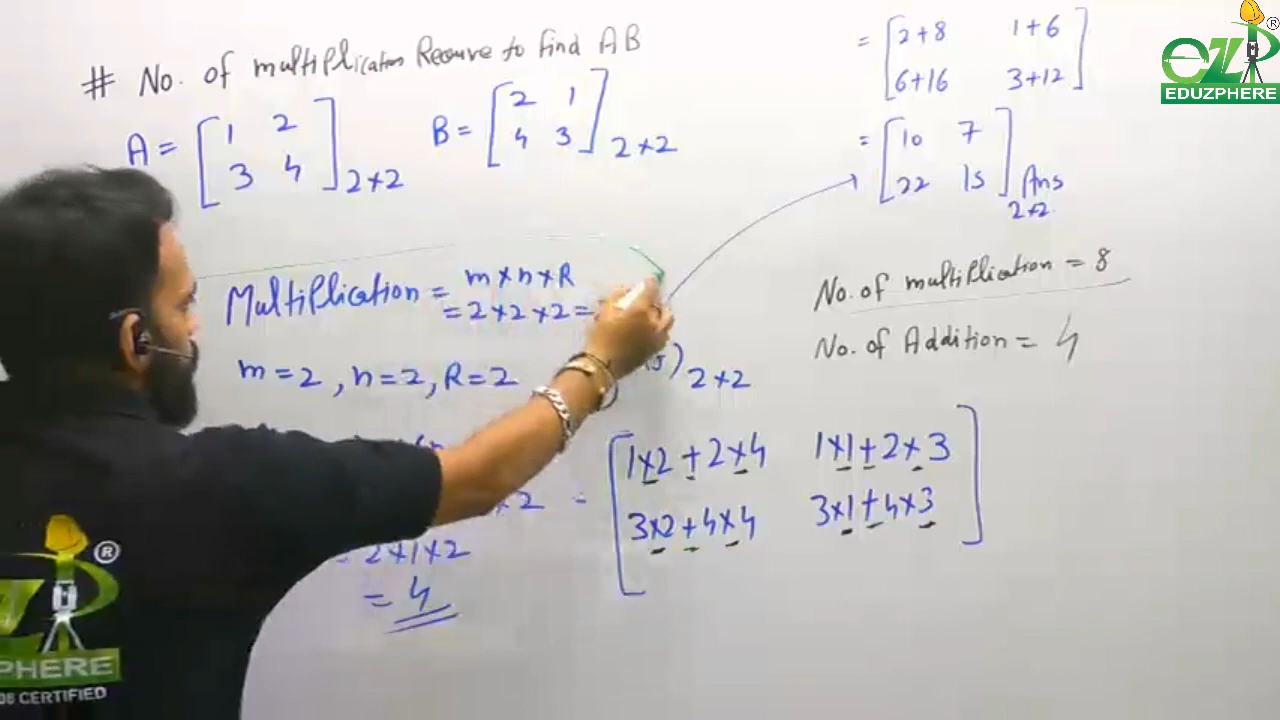 # No. of multiplication Recuire to find AB
A = [ 1 2
3 4 ] 2×2
B = [ 2 1
4 3 ] 2×2
Multiplication = m×n×R
= 2×2×2 =
m = 2 , n = 2, R = 2
2×2
×2
= 2×1×2
= 4
= [ 1×2+2×4 1×1+2×3
3×2+4×4 3×1+4×3 ]
= [ 2+8 1+6
6+16 3+12 ]
= [ 10 7
22 15 ] Ans
2×2
No. of multiplication = 8
No. of Addition = 4
EZP ®
EDUZPHERE
®
PHERE
CERTIFIED